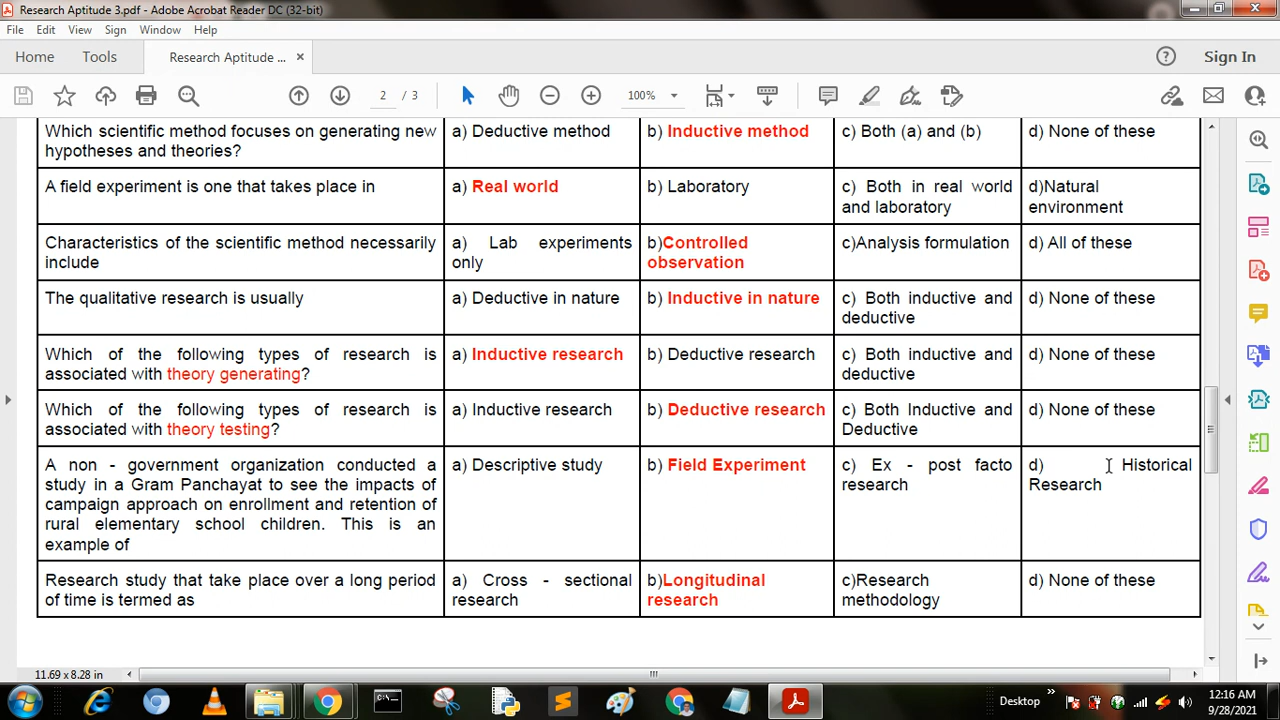 Research Aptitude 3.pdf - Adobe Acrobat Reader DC (32-bit)
File Edit View Sign Window Help
Home Tools Research Aptitude ... × Sign In
2 / 3 100%
Which scientific method focuses on generating new hypotheses and theories? a) Deductive method b) Inductive method c) Both (a) and (b) d) None of these
A field experiment is one that takes place in a) Real world b) Laboratory c) Both in real world and laboratory d)Natural environment
Characteristics of the scientific method necessarily include a) Lab experiments only b)Controlled observation c)Analysis formulation d) All of these
The qualitative research is usually a) Deductive in nature b) Inductive in nature c) Both inductive and deductive d) None of these
Which of the following types of research is associated with theory generating? a) Inductive research b) Deductive research c) Both inductive and deductive d) None of these
Which of the following types of research is associated with theory testing? a) Inductive research b) Deductive research c) Both Inductive and Deductive d) None of these
A non - government organization conducted a study in a Gram Panchayat to see the impacts of campaign approach on enrollment and retention of rural elementary school children. This is an example of a) Descriptive study b) Field Experiment c) Ex - post facto research d) Historical Research
Research study that take place over a long period of time is termed as a) Cross - sectional research b)Longitudinal research c)Research methodology d) None of these
11.69 x 8.28 in
Desktop
12:16 AM
9/28/2021